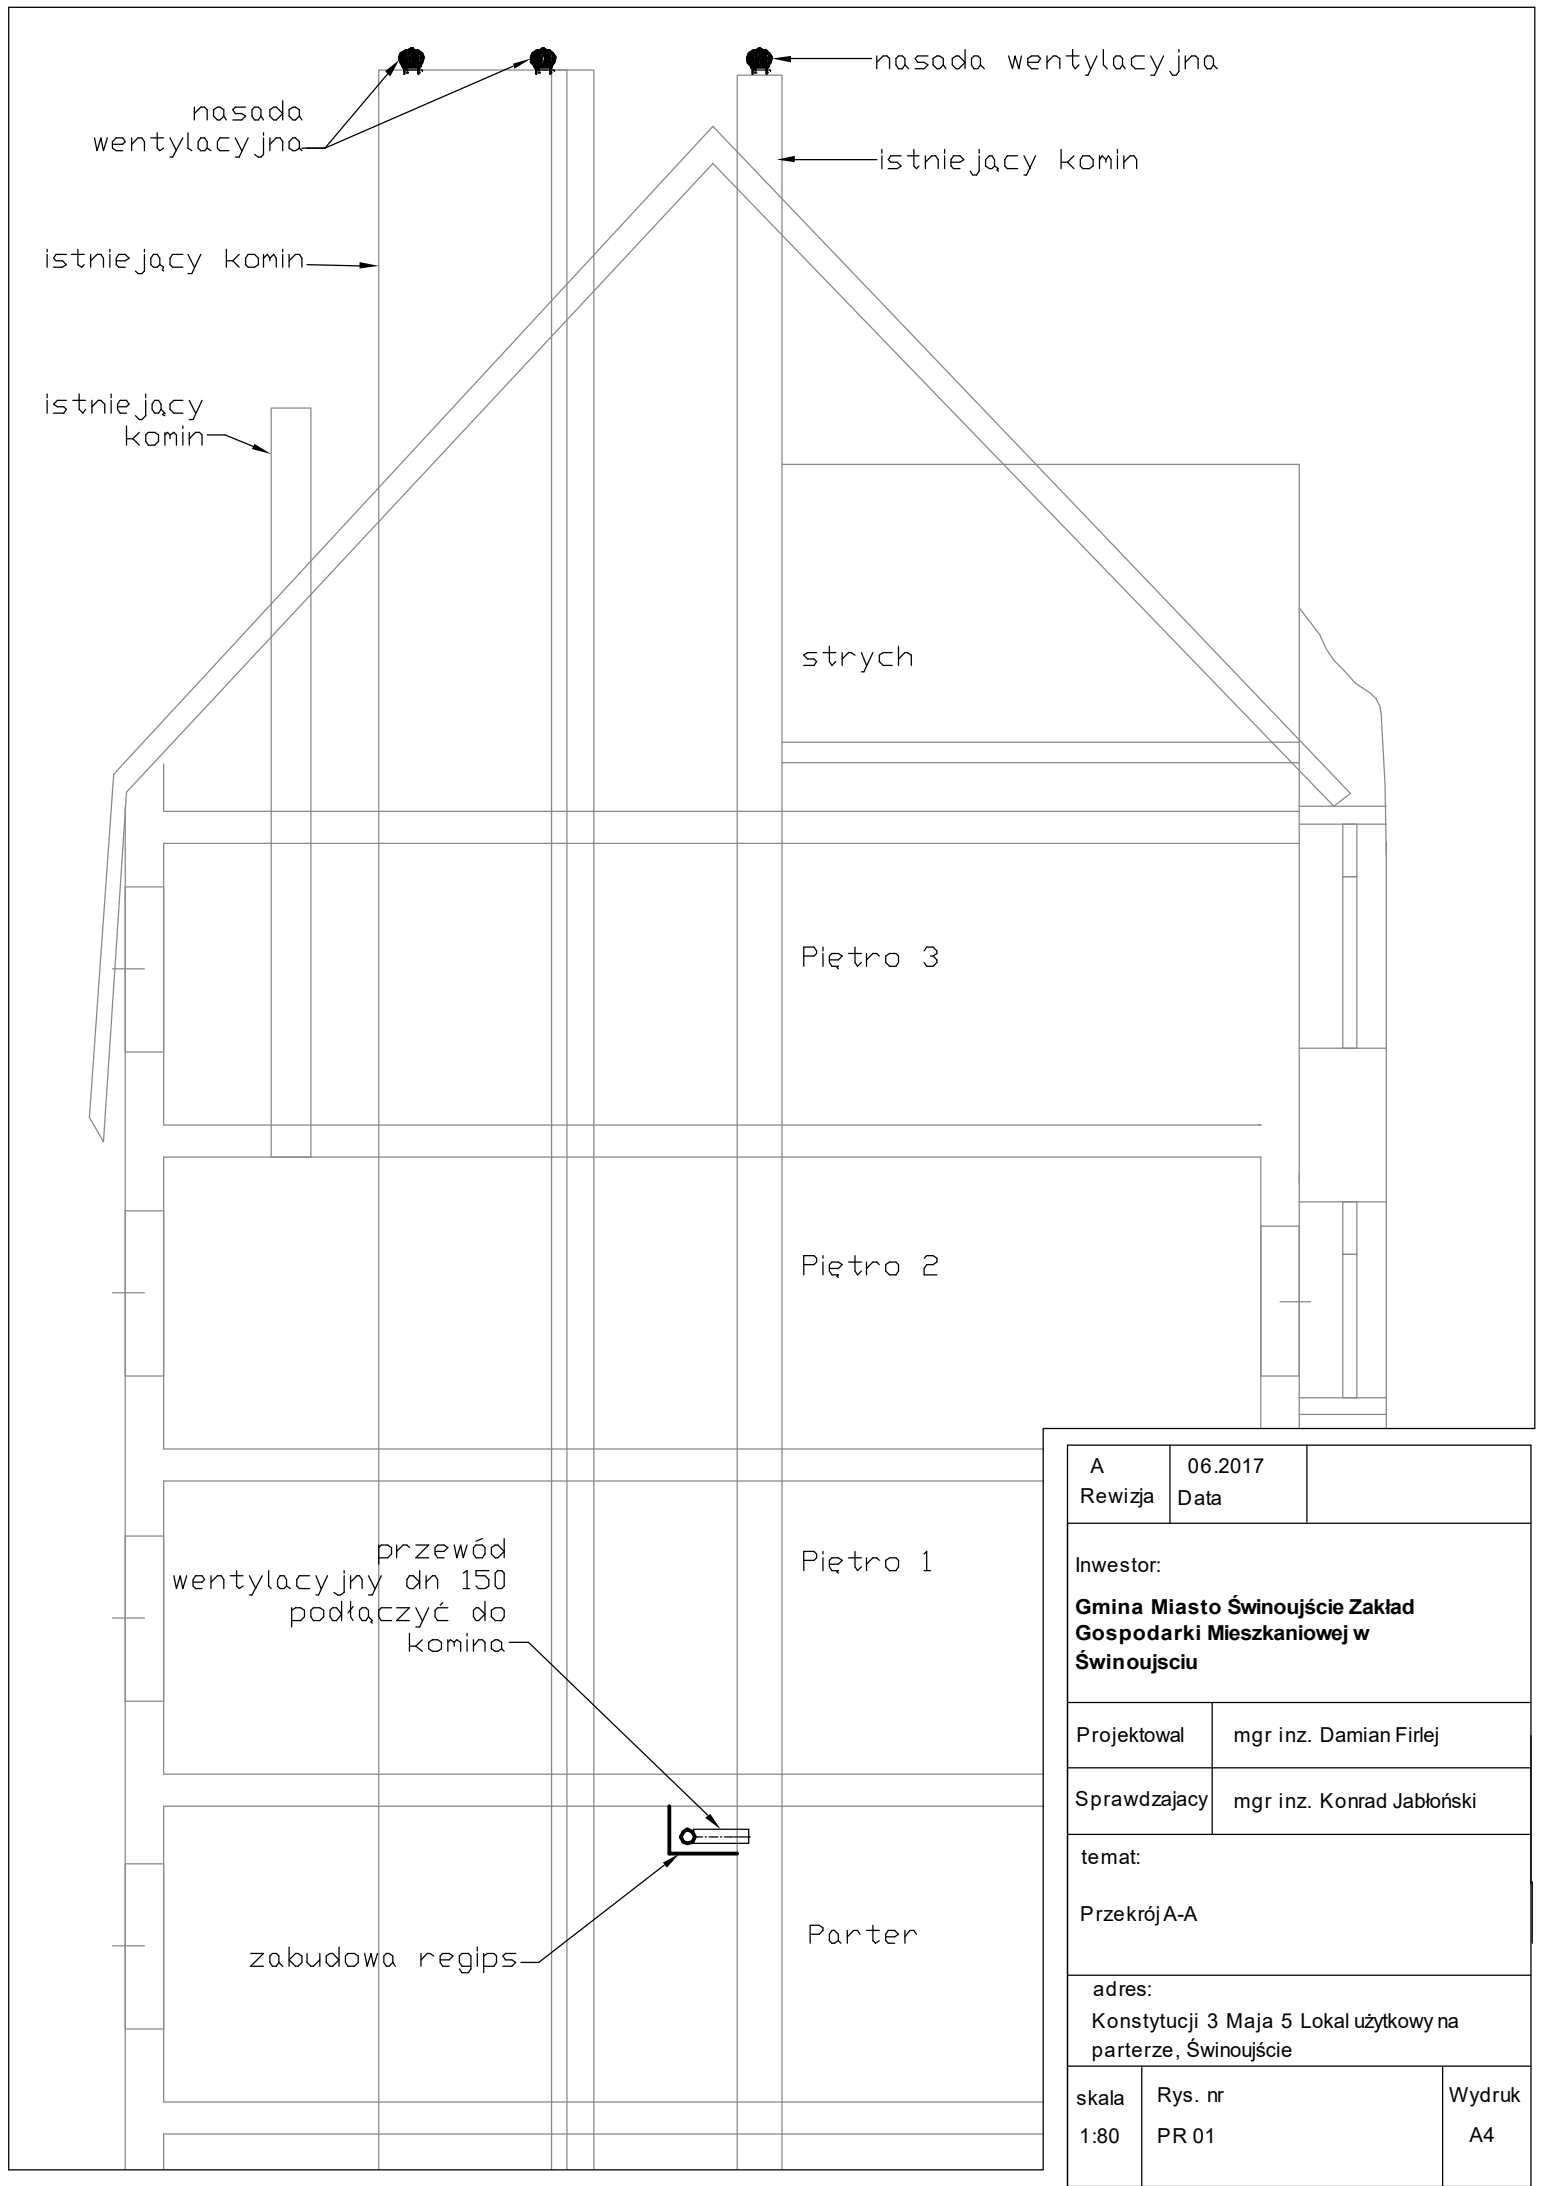 nasada wentylacyjna
nasada
wentylacyjna
istniejący komin
istniejący komin
istniejący
komin
strych
Piętro 3
Piętro 2
Piętro 1
przewód
wentylacyjny dn 150
podłączyć do
komina
zabudowa regips
Parter
A
06.2017
Rewizja
Data
Inwestor:
Gmina Miasto Świnoujście Zakład
Gospodarki Mieszkaniowej w
Świnoujsciu
Projektowal
mgr inz. Damian Firlej
Sprawdzajacy
mgr inz. Konrad Jabłoński
temat:
Przekrój A-A
adres:
Konstytucji 3 Maja 5 Lokal użytkowy na
parterze, Świnoujście
skala
Rys. nr
Wydruk
1:80
PR 01
A4